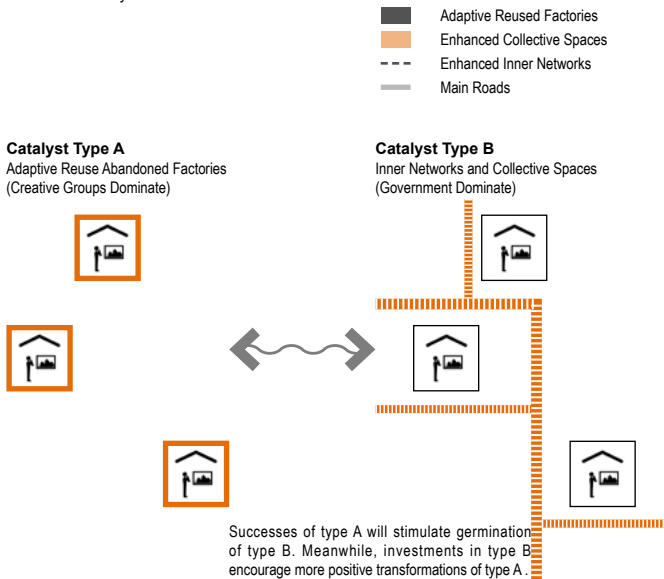 Adaptive Reused Factories
Enhanced Collective Spaces
Enhanced Inner Networks
Main Roads
Catalyst Type A
Adaptive Reuse Abandoned Factories
(Creative Groups Dominate)
Catalyst Type B
Inner Networks and Collective Spaces
(Government Dominate)
Successes of type A will stimulate germination
of type B. Meanwhile, investments in type B
encourage more positive transformations of type A .